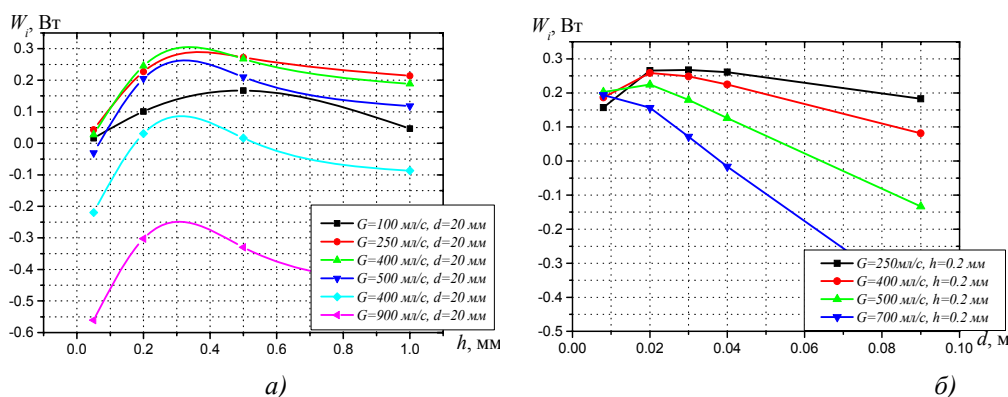 W_i, Вт
0.3
0.2
0.1
0.0
-0.1
-0.2
-0.3
-0.4
-0.5
-0.6
0.0 0.2 0.4 0.6 0.8 1.0
h, мм
G=100 мл/с, d=20 мм
G=250 мл/с, d=20 мм
G=400 мл/с, d=20 мм
G=500 мл/с, d=20 мм
G=400 мл/с, d=20 мм
G=900 мл/с, d=20 мм
а)
W_i, Вт
0.3
0.2
0.1
0.0
-0.1
-0.2
-0.3
-0.4
-0.5
0.00 0.02 0.04 0.06 0.08 0.10
d, м
G=250мл/с, h=0.2 мм
G=400 мл/с, h=0.2 мм
G=500 мл/с, h=0.2 мм
G=700 мл/с, h=0.2 мм
б)